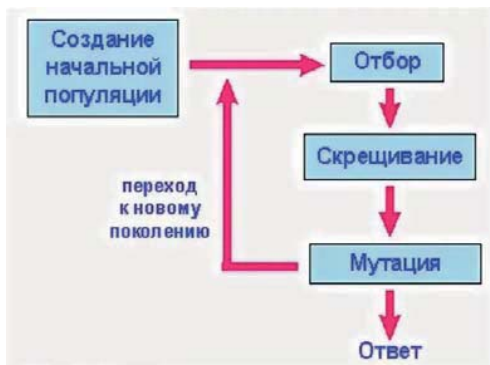 Создание
начальной
популяции
Отбор
Скрещивание
переход
к новому
поколению
Мутация
Ответ